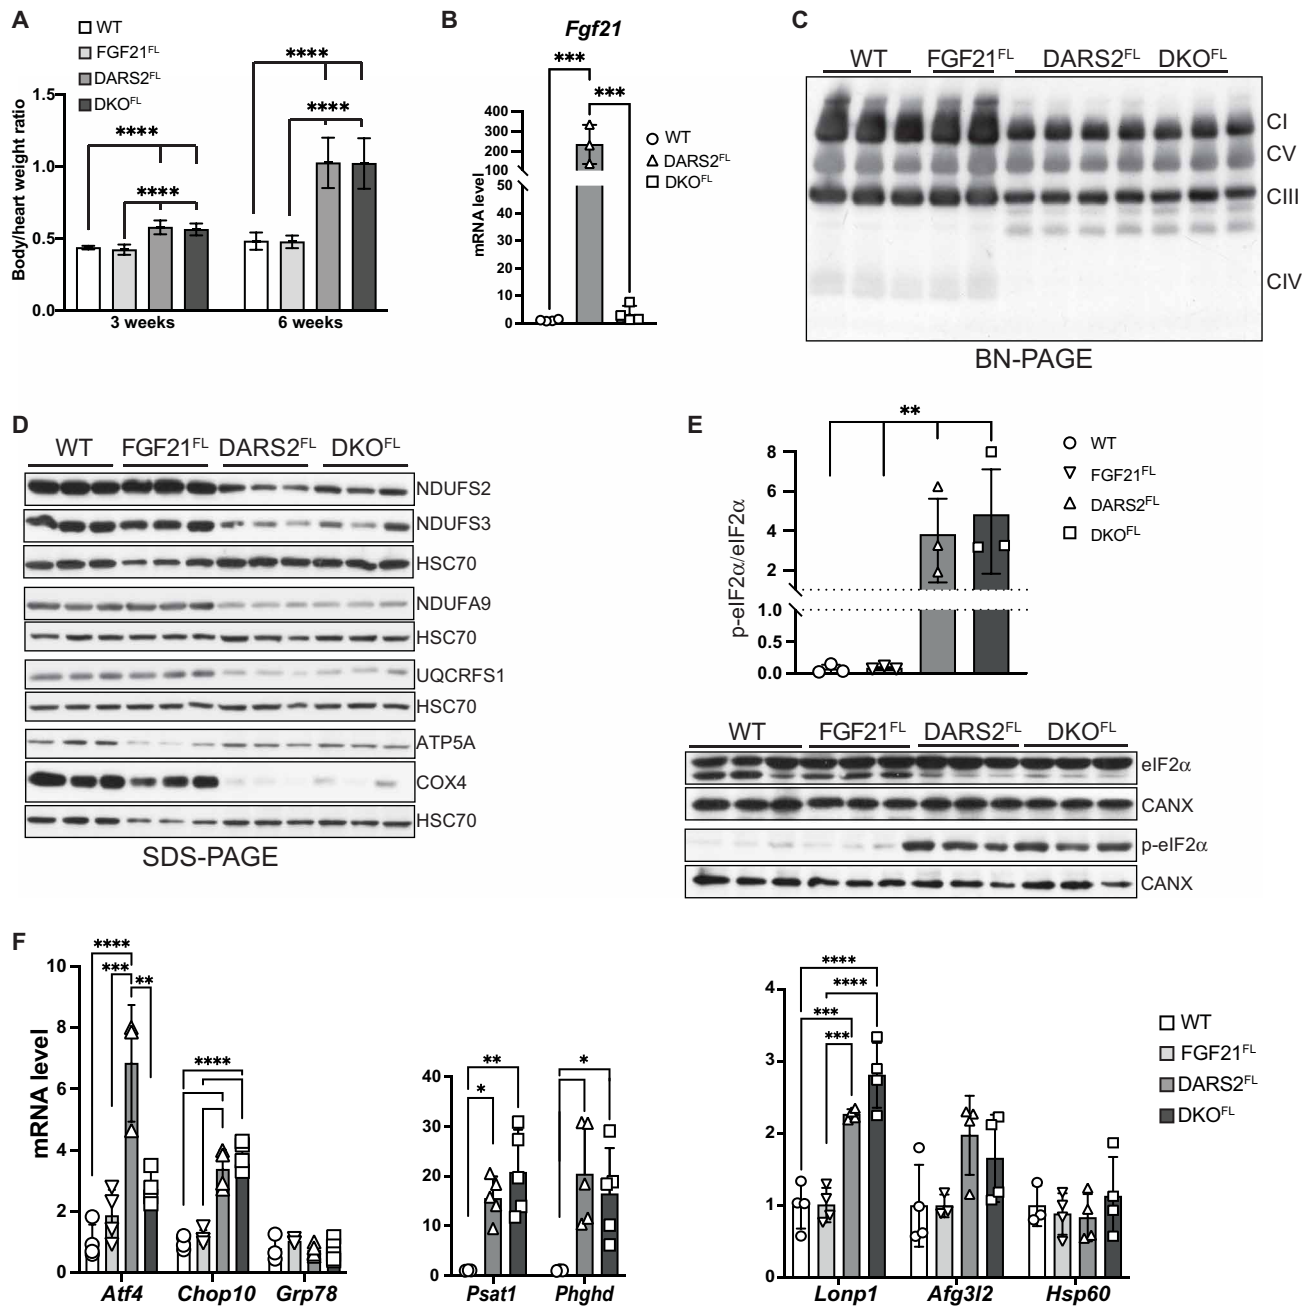 A
WT
FGF21FL
DARS2FL
DKOFL
Body/heart weight ratio
1.5
1.0
0.5
0.0
****
****
****
****
3 weeks
6 weeks
B
Fgf21
***
***
mRNA level
400
300
200
100
50
40
30
20
10
0
WT
DARS2FL
DKOFL
C
WT FGF21FL DARS2FL DKOFL
CI
CV
CIII
CIV
BN-PAGE
D
WT FGF21FL DARS2FL DKOFL
NDUFS2
NDUFS3
HSC70
NDUFA9
HSC70
UQCRFS1
HSC70
ATP5A
COX4
HSC70
SDS-PAGE
E
**
p-eIF2α/eIF2α
8
6
4
2
1.0
0.5
0.0
WT
FGF21FL
DARS2FL
DKOFL
WT FGF21FL DARS2FL DKOFL
eIF2α
CANX
p-eIF2α
CANX
F
mRNA level
10
8
6
4
2
0
****
***
**
****
Atf4 Chop10 Grp78
40
30
20
10
0
**
*
*
Psat1 Phghd
4
3
2
1
0
****
****
***
***
Lonp1 Afg3l2 Hsp60
WT
FGF21FL
DARS2FL
DKOFL